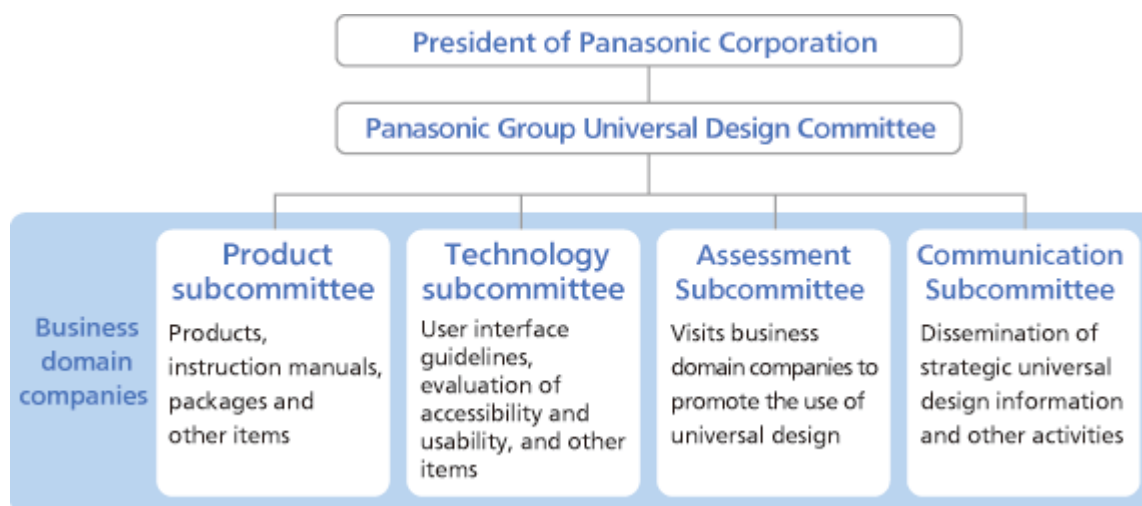 President of Panasonic Corporation
Panasonic Group Universal Design Committee
Business
domain
companies
Product
subcommittee
Products,
instruction manuals,
packages and
other items
Technology
subcommittee
User interface
guidelines,
evaluation of
accessibility and
usability, and other
items
Assessment
Subcommittee
Visits business
domain companies to
promote the use of
universal design
Communication
Subcommittee
Dissemination of
strategic universal
design information
and other activities